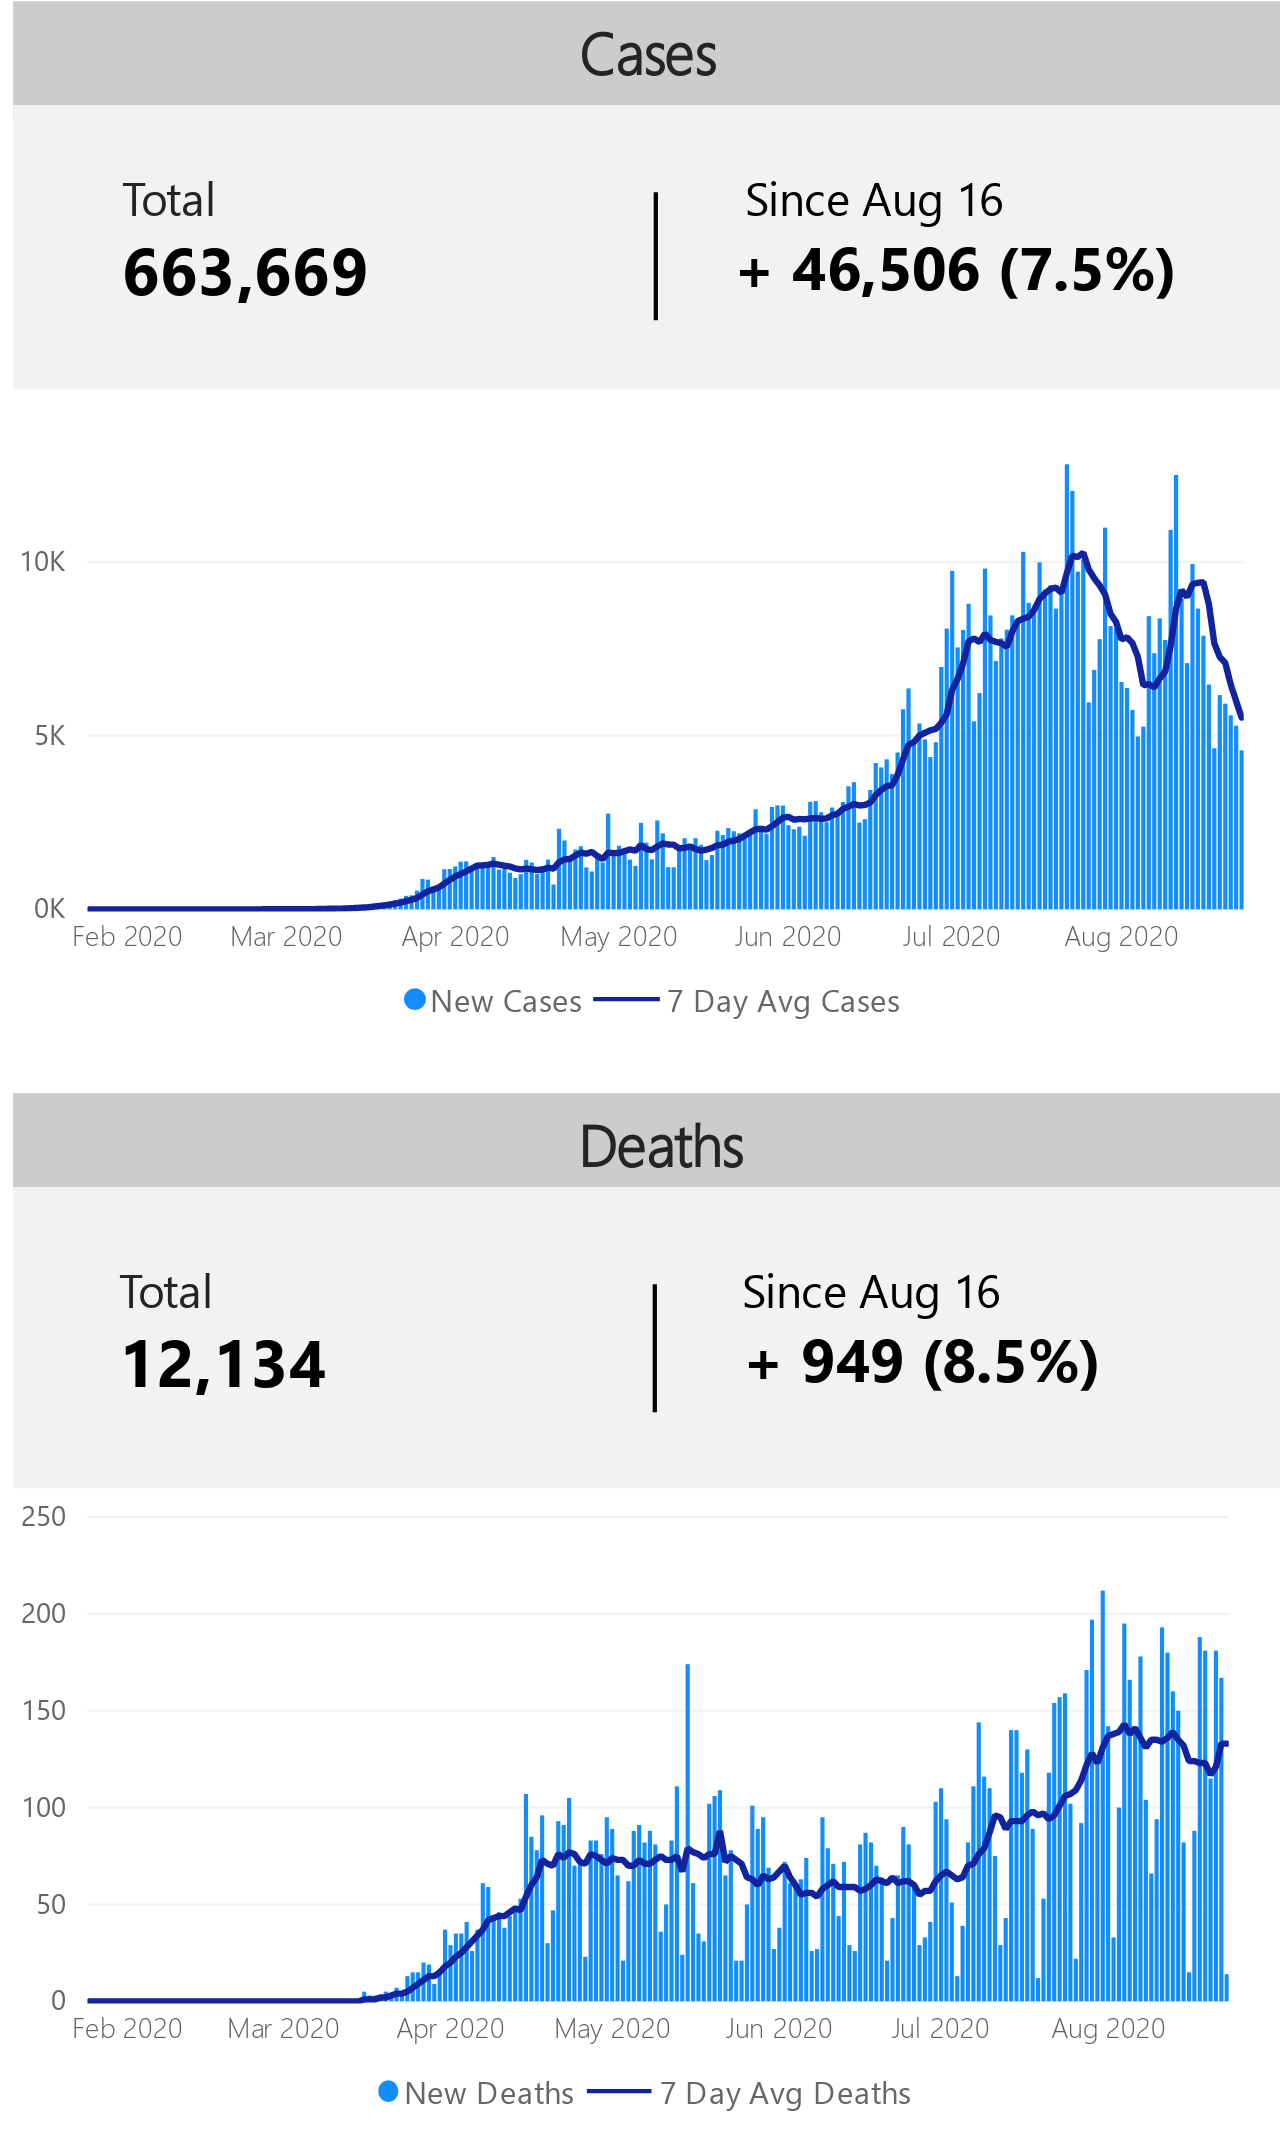 Cases
Total
663,669
Since Aug 16
+ 46,506 (7.5%)
10K
5K
0K
Feb 2020 Mar 2020 Apr 2020 May 2020 Jun 2020 Jul 2020 Aug 2020
New Cases 7 Day Avg Cases
Deaths
Total
12,134
Since Aug 16
+ 949 (8.5%)
250
200
150
100
50
0
Feb 2020 Mar 2020 Apr 2020 May 2020 Jun 2020 Jul 2020 Aug 2020
New Deaths 7 Day Avg Deaths